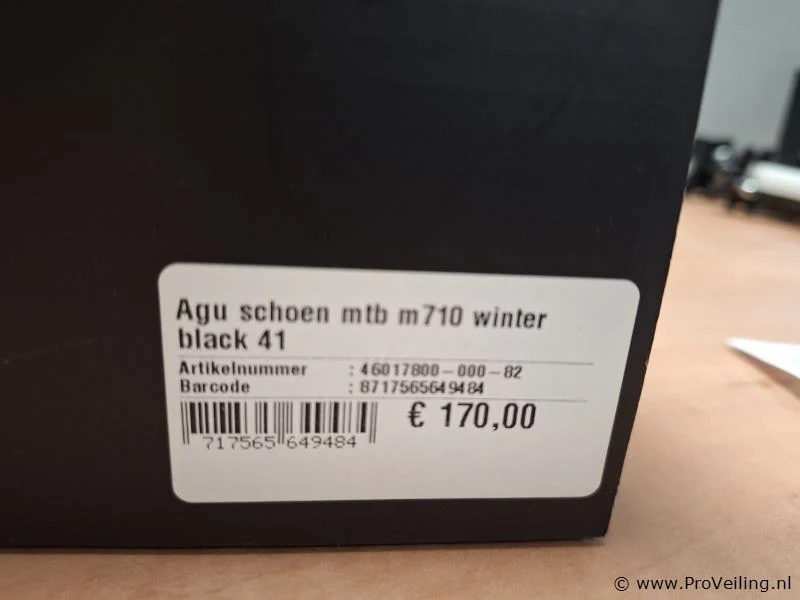 Agu schoen mtb m710 winter
black 41
Artikelnummer : 46017800-000-82
Barcode : 8717565649484
€ 170,00
717565 649484
© www.ProVeiling.nl